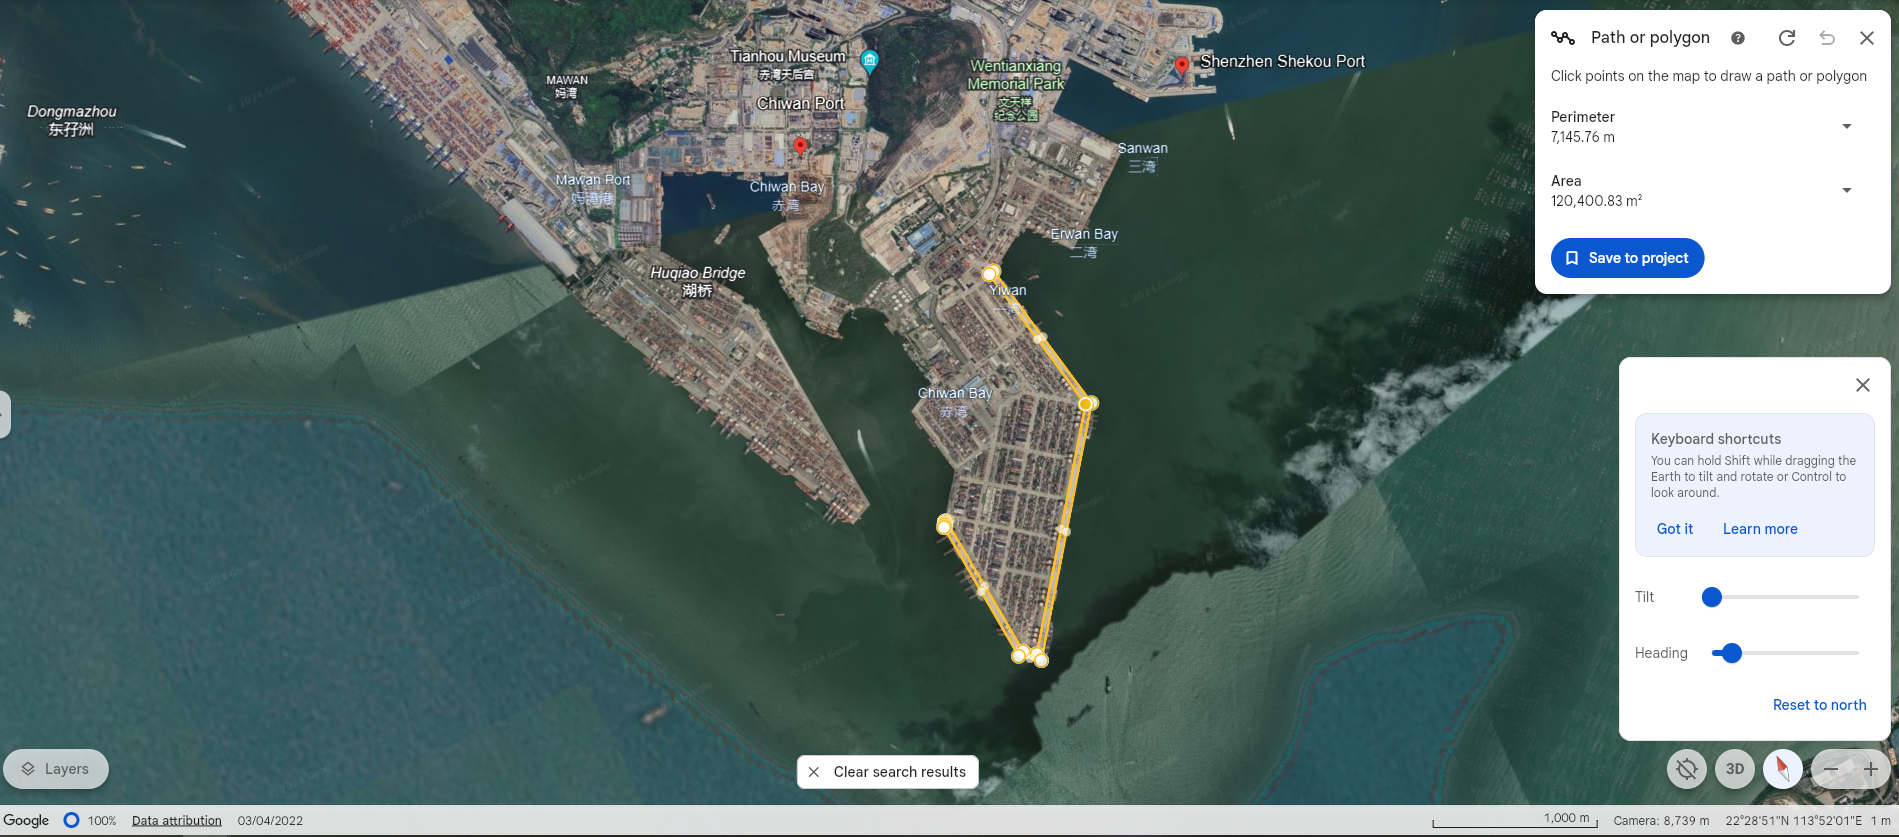 Path or polygon
Click points on the map to draw a path or polygon
Perimeter
7,145.76 m
Area
120,400.83 m²
Save to project
Tianhou Museum
赤湾天后宫
Wentianxiang
Memorial Park
文天祥
纪念公园
Shenzhen Shekou Port
MAWAN
妈湾
Chiwan Port
Dongmazhou
东孖洲
Sanwan
三湾
Mawan Port
妈湾港
Chiwan Bay
赤湾
Erwan Bay
二湾
Huqiao Bridge
湖桥
Yiwan
一湾
Chiwan Bay
赤湾
Keyboard shortcuts
You can hold Shift while dragging the
Earth to tilt and rotate or Control to
look around.
Got it
Learn more
Tilt
Heading
Reset to north
Layers
Clear search results
3D
Google
100%
Data attribution
03/04/2022
1,000 m
Camera: 8,739 m
22°28'51"N 113°52'01"E
1 m